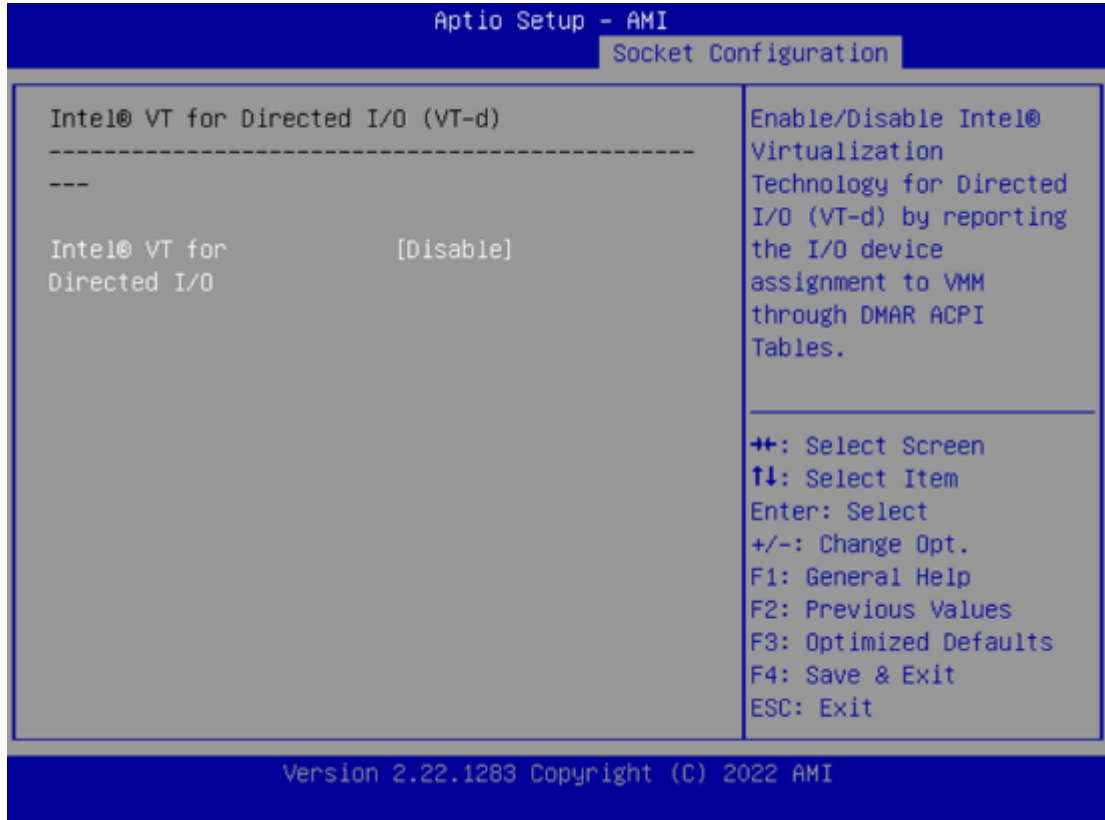 Aptio Setup – AMI
Socket Configuration
Intel® VT for Directed I/O (VT-d)
-----------------------------------------------
---
Intel® VT for [Disable]
Directed I/O
Enable/Disable Intel®
Virtualization
Technology for Directed
I/O (VT-d) by reporting
the I/O device
assignment to VMM
through DMAR ACPI
Tables.
→←: Select Screen
↑↓: Select Item
Enter: Select
+/-: Change Opt.
F1: General Help
F2: Previous Values
F3: Optimized Defaults
F4: Save & Exit
ESC: Exit
Version 2.22.1283 Copyright (C) 2022 AMI